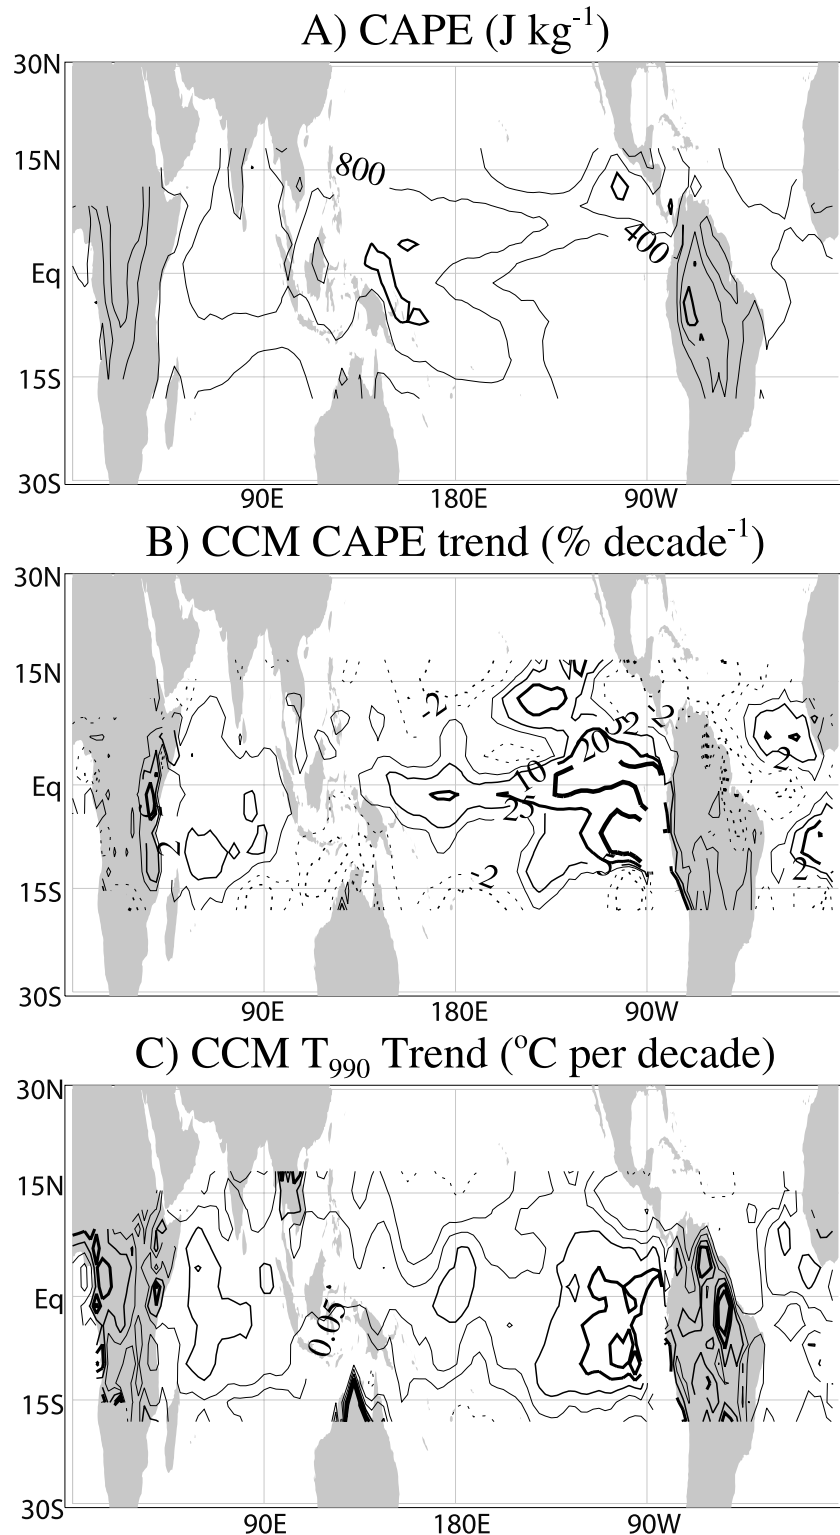 A) CAPE (J kg-1)
30N
15N
800
400
Eq
15S
30S
90E 180E 90W
B) CCM CAPE trend (% decade-1)
30N
15N
-2
-2
20
10
25
2
Eq
2
-2
2
15S
30S
90E 180E 90W
C) CCM T990 Trend (oC per decade)
30N
15N
Eq
0.05
15S
30S
90E 180E 90W